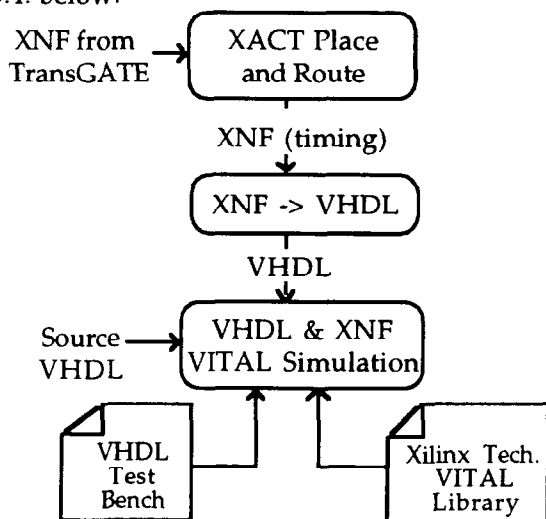 below.
XNF from
TransGATE
XACT Place
and Route
XNF (timing)
XNF -> VHDL
VHDL
Source
VHDL
VHDL & XNF
VITAL Simulation
VHDL
Test
Bench
Xilinx Tech.
VITAL
Library